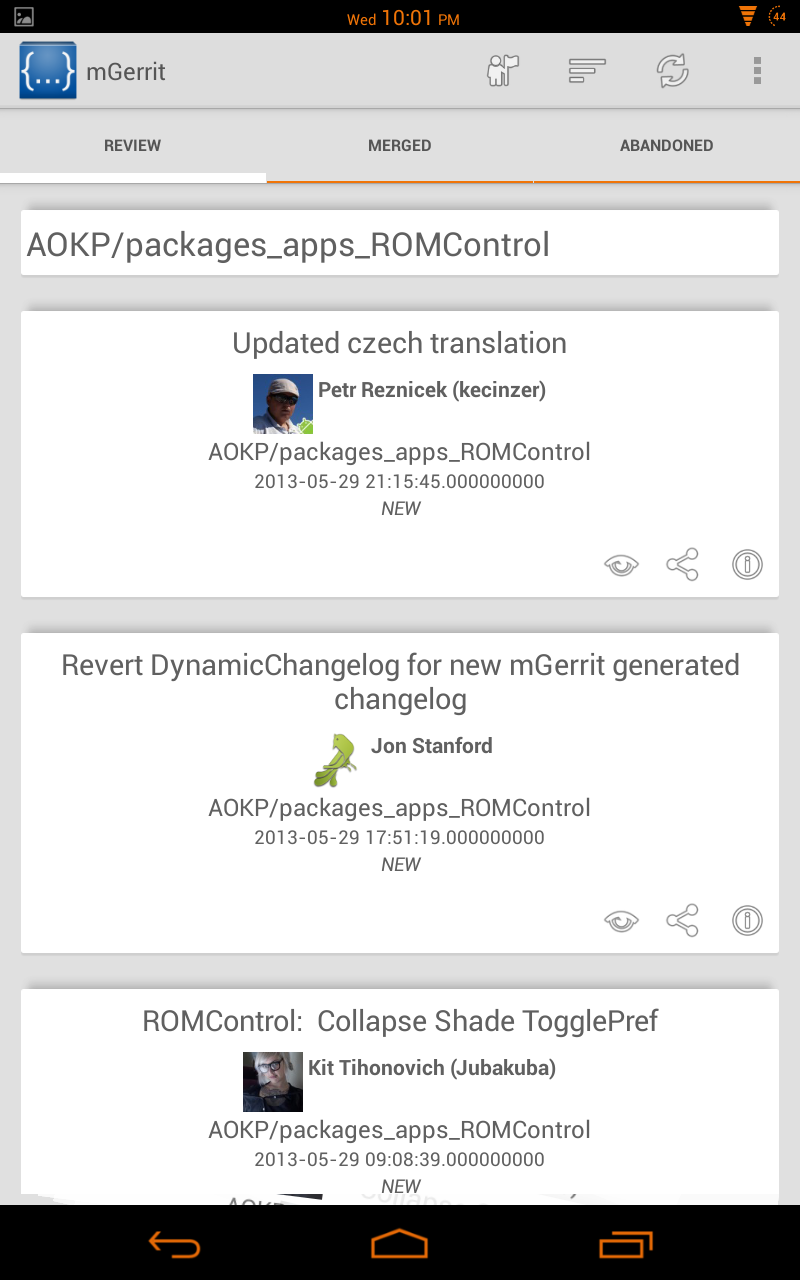 Wed 10:01 PM
44
{...} mGerrit
REVIEW MERGED ABANDONED
AOKP/packages_apps_ROMControl
Updated czech translation
Petr Reznicek (kecinzer)
AOKP/packages_apps_ROMControl
2013-05-29 21:15:45.000000000
NEW
Revert DynamicChangelog for new mGerrit generated
changelog
Jon Stanford
AOKP/packages_apps_ROMControl
2013-05-29 17:51:19.000000000
NEW
ROMControl:  Collapse Shade TogglePref
Kit Tihonovich (Jubakuba)
AOKP/packages_apps_ROMControl
2013-05-29 09:08:39.000000000
NEW